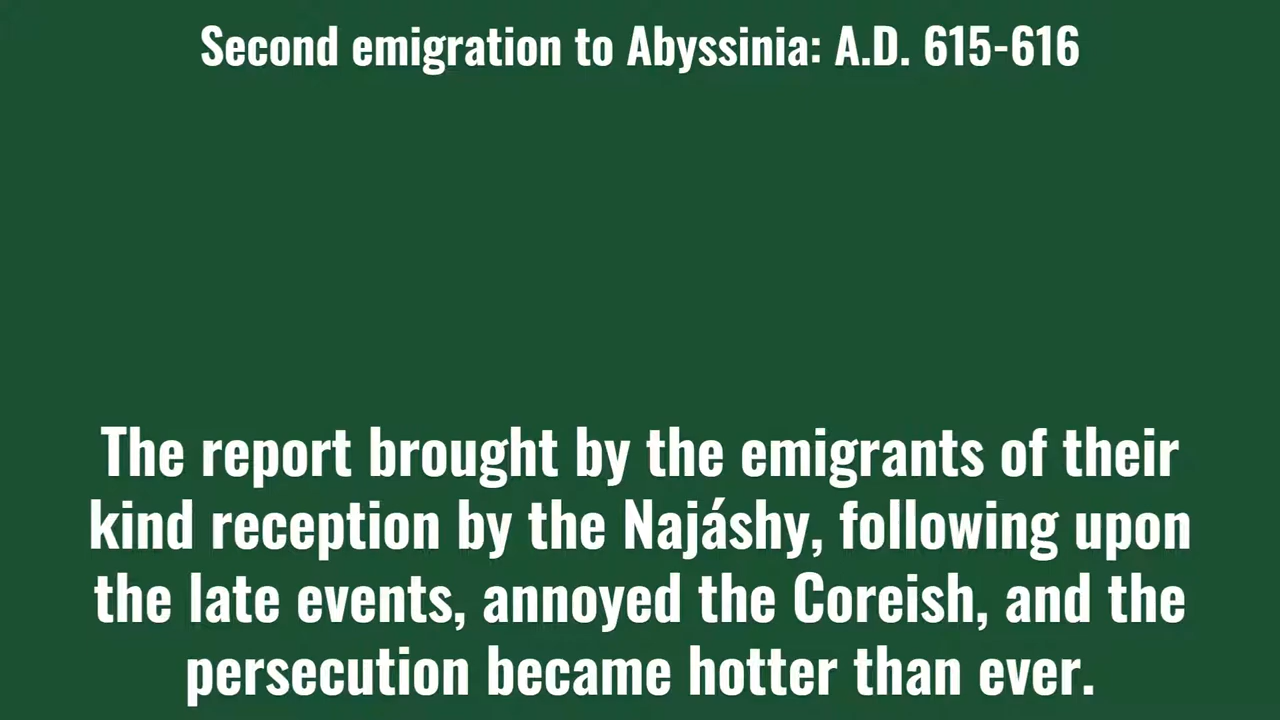 Second emigration to Abyssinia: A.D. 615-616
The report brought by the emigrants of their
kind reception by the Najáshy, following upon
the late events, annoyed the Coreish, and the
persecution became hotter than ever.